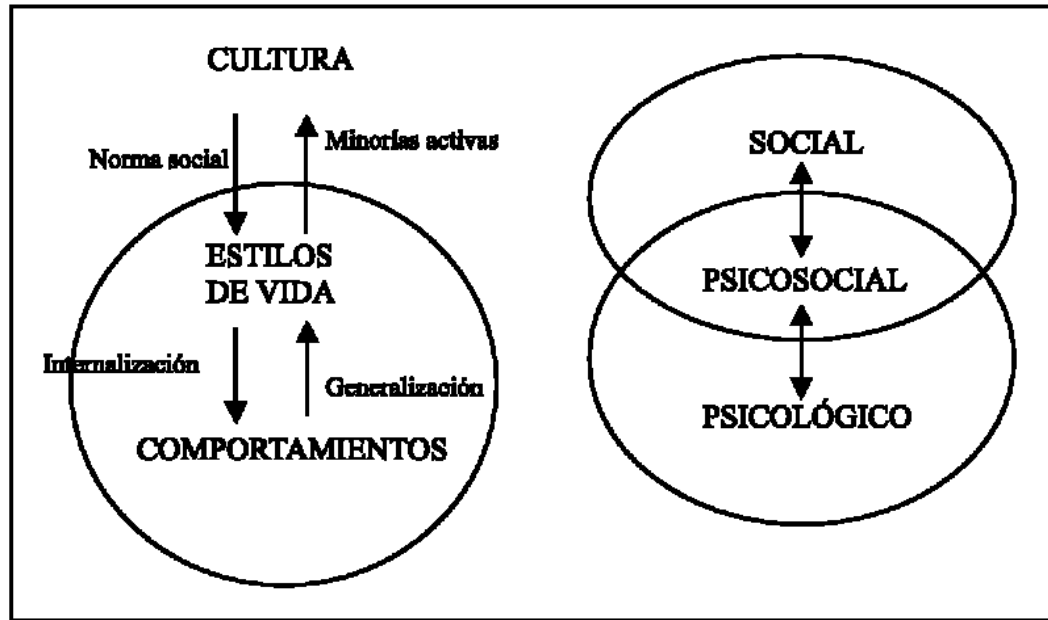 CULTURA
Norma social
Minorías activas
ESTILOS
DE VIDA
Internalización
Generalización
COMPORTAMIENTOS
SOCIAL
PSICOSOCIAL
PSICOLÓGICO